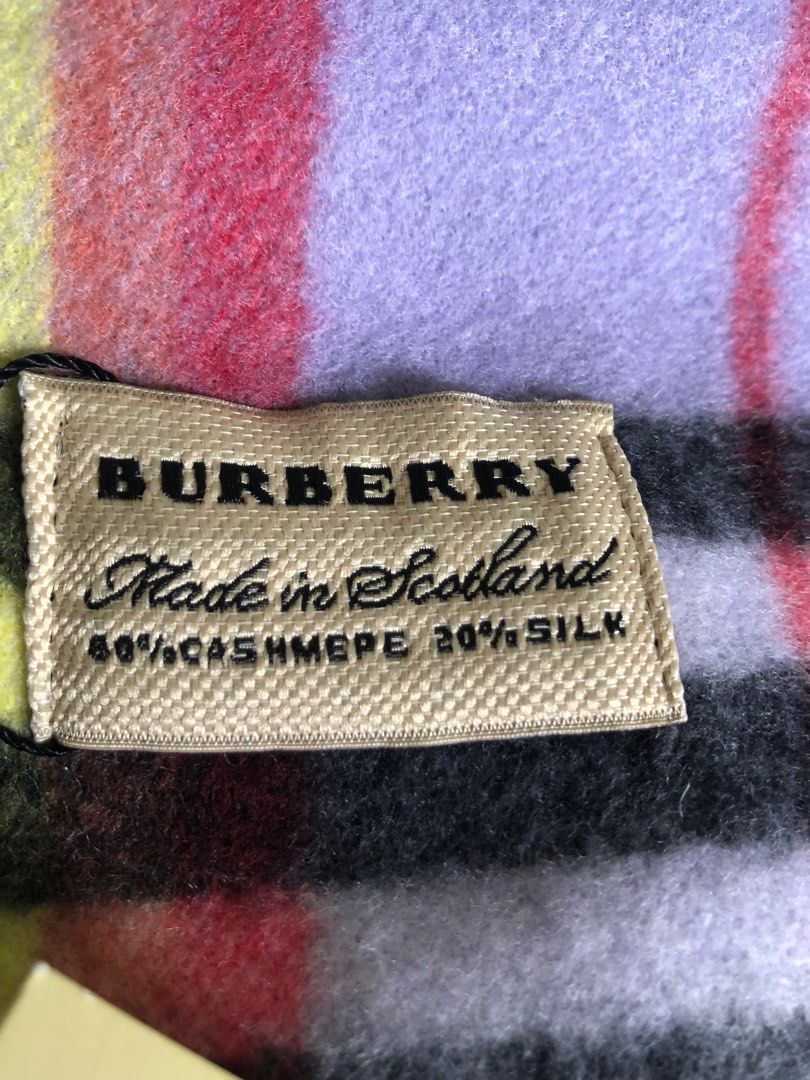 BURBERRY
Made in Scotland
80%CASHMEPE 20%SILK